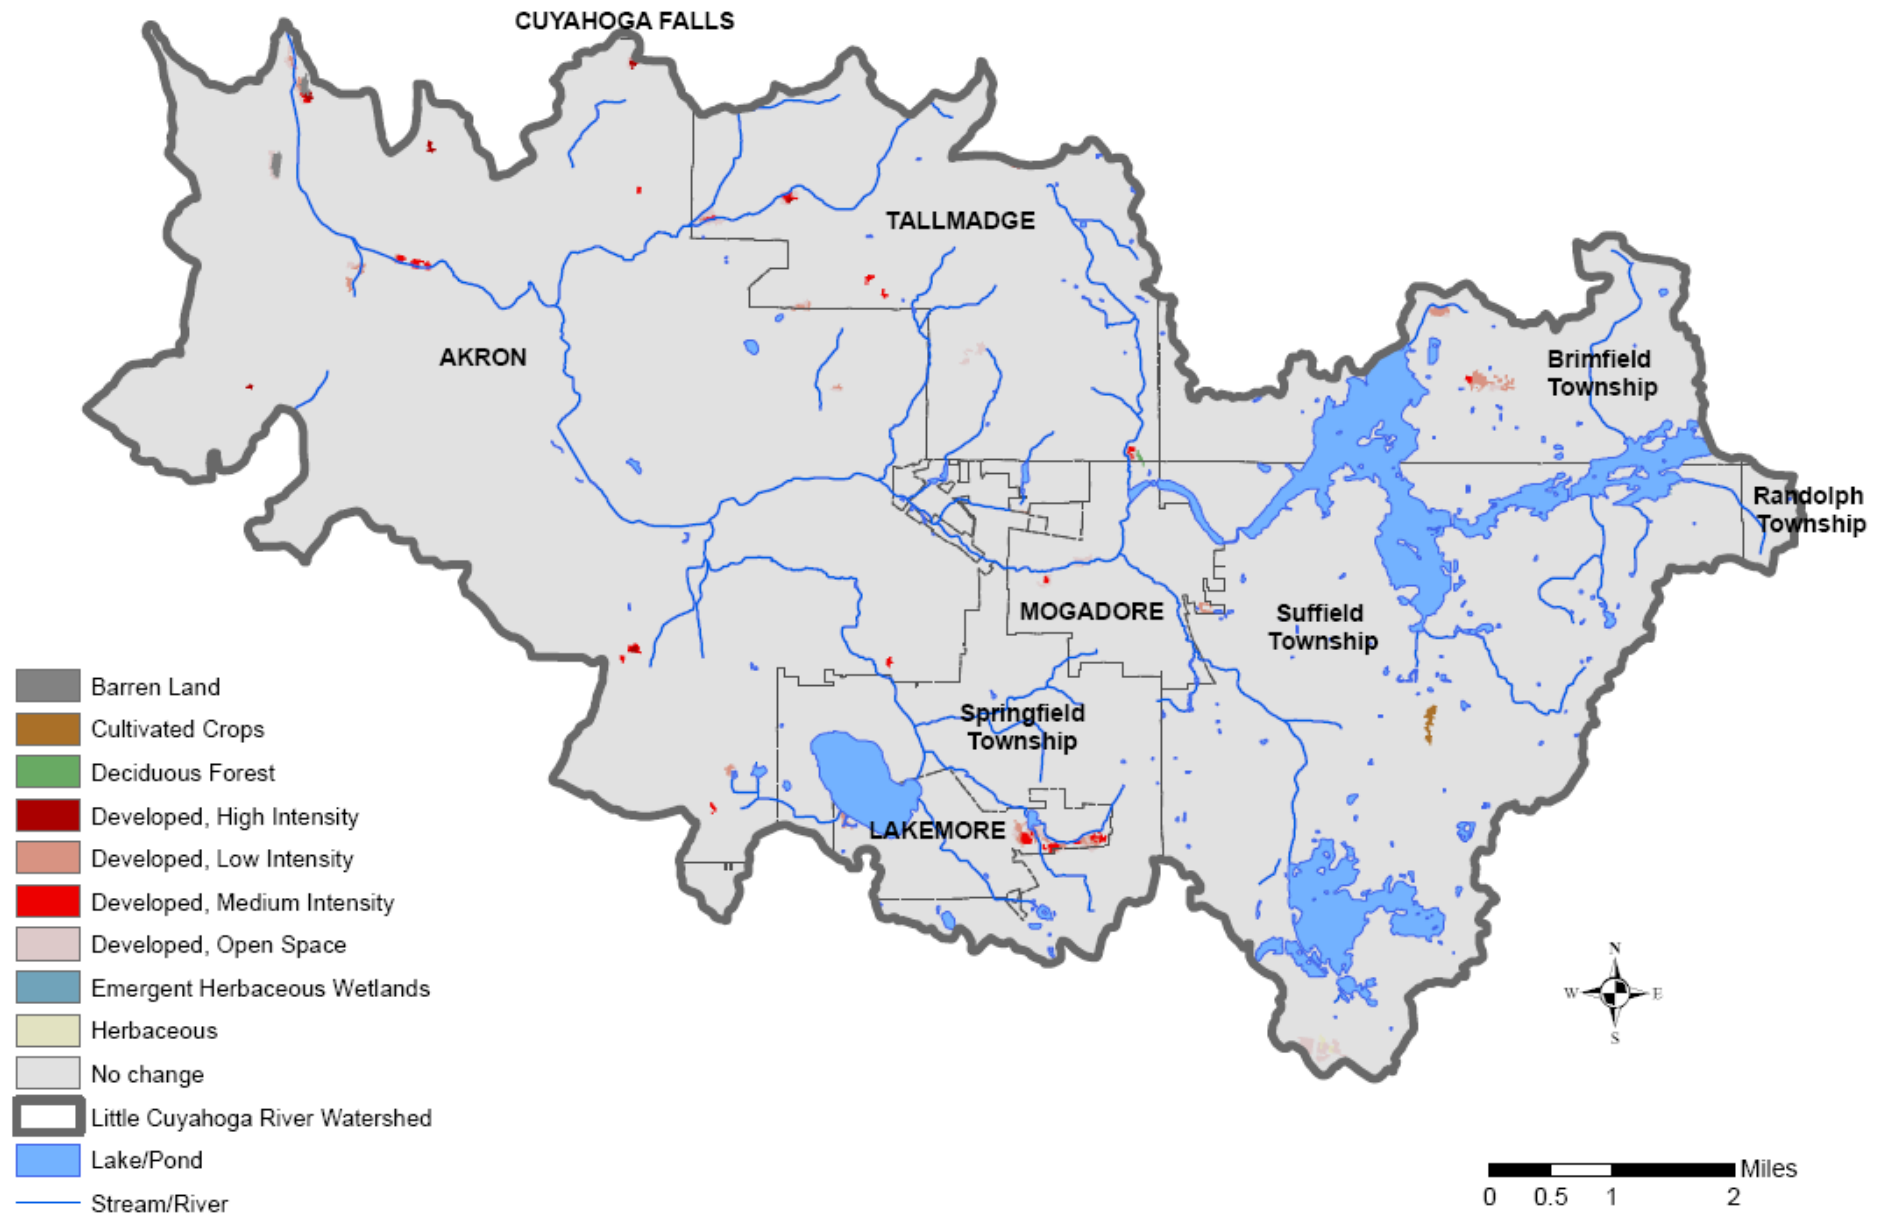 CUYAHOGA FALLS
TALLMADGE
AKRON
Brimfield
Township
Randolph
Township
MOGADORE
Suffield
Township
Springfield
Township
LAKEMORE
Barren Land
Cultivated Crops
Deciduous Forest
Developed, High Intensity
Developed, Low Intensity
Developed, Medium Intensity
Developed, Open Space
Emergent Herbaceous Wetlands
Herbaceous
No change
Little Cuyahoga River Watershed
Lake/Pond
Stream/River
N
W E
S
Miles
0 0.5 1 2